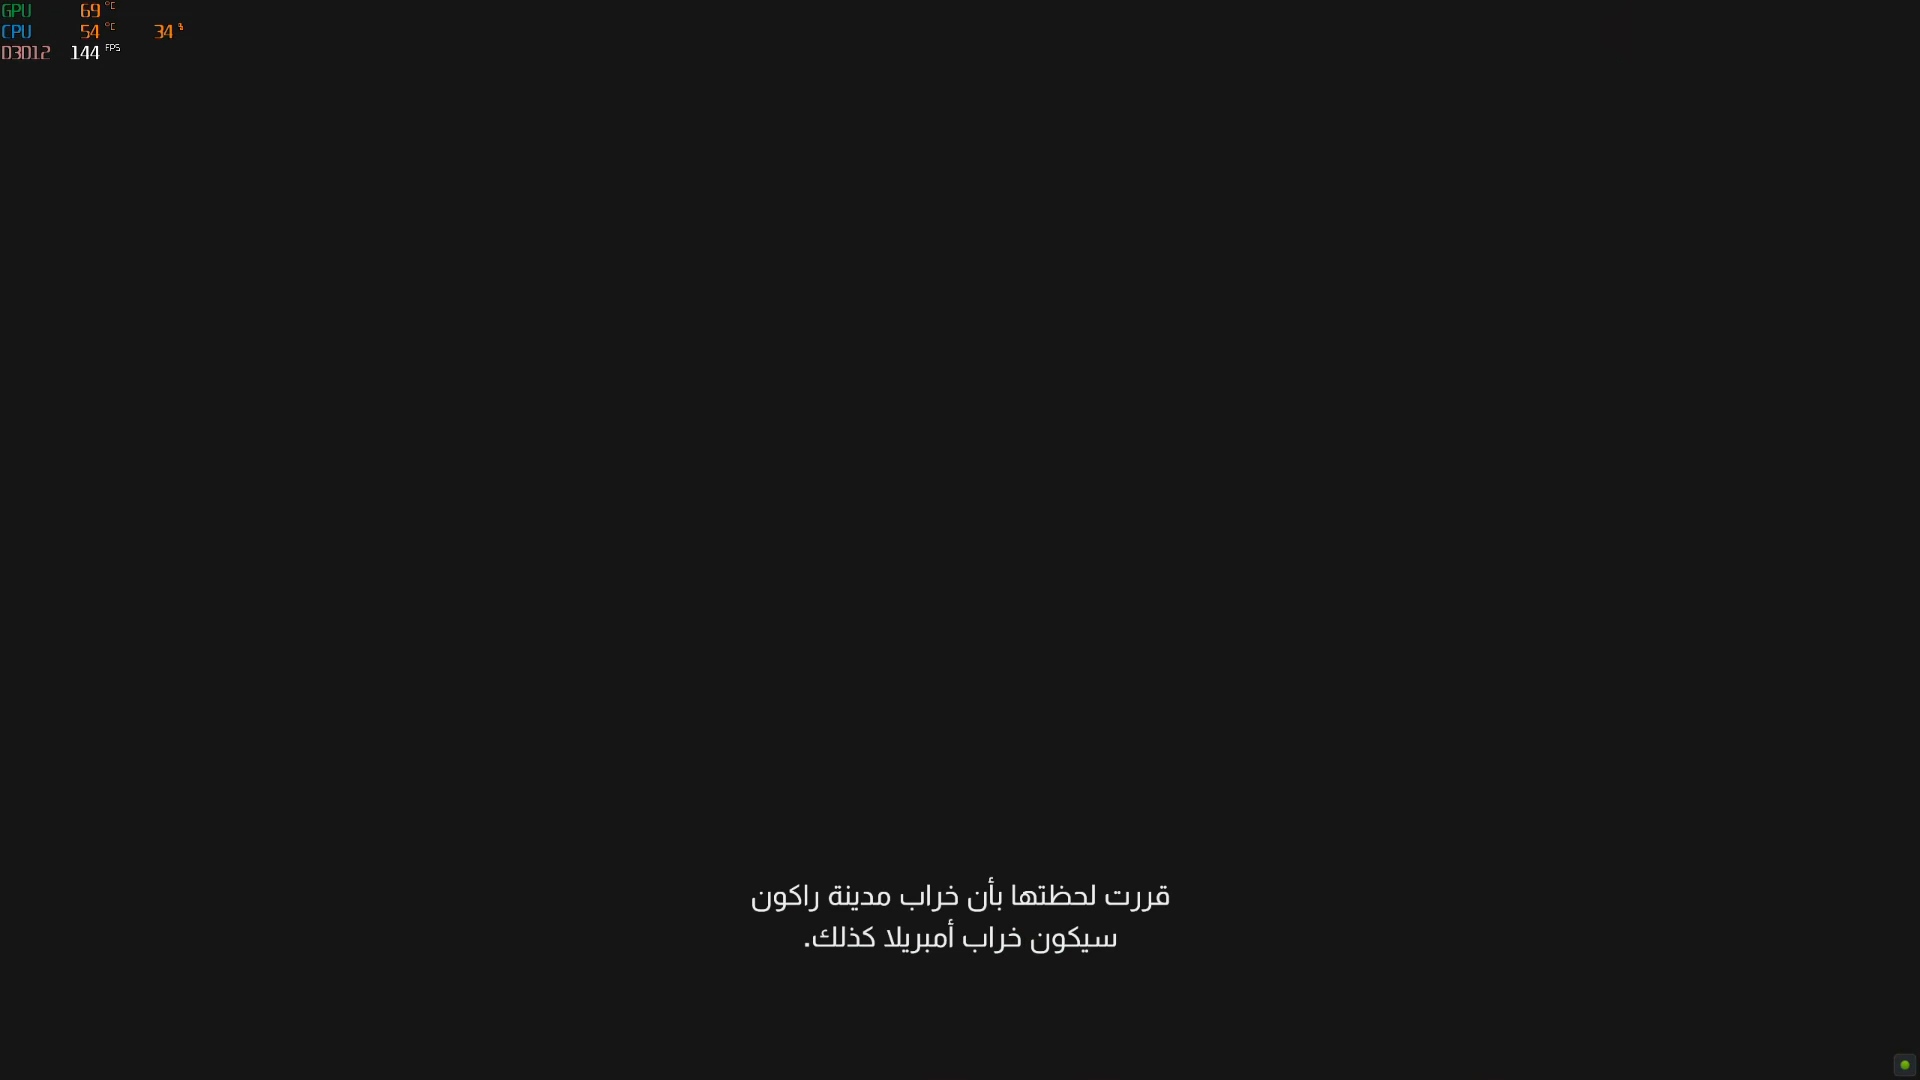 GPU 69 °C
CPU 54 °C 34 %
D3D12 144 FPS
قررت لحظتها بأن خراب مدينة راكون
سيكون خراب أمبريلا كذلك.